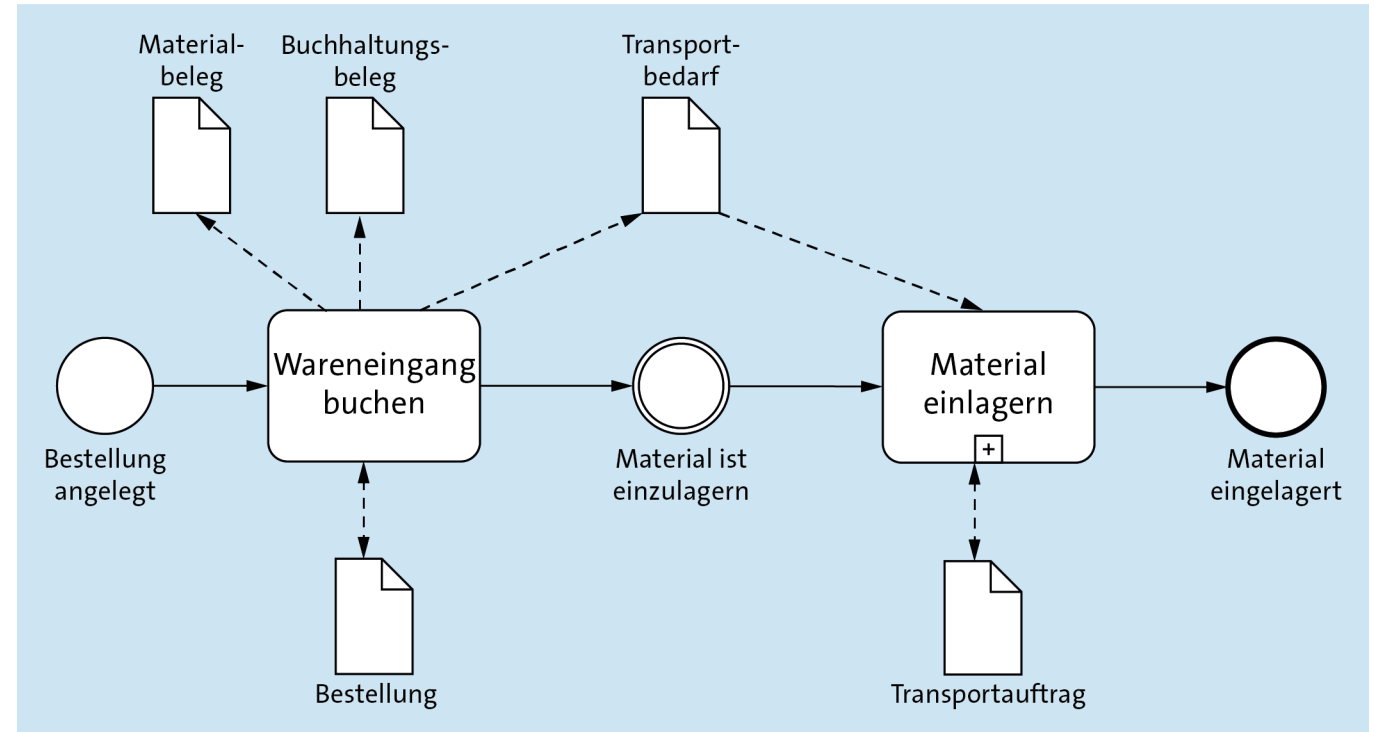 Material-
beleg
Buchhaltungs-
beleg
Transport-
bedarf
Wareneingang
buchen
Material
einlagern
+
Bestellung
angelegt
Material ist
einzulagern
Material
eingelagert
Bestellung
Transportauftrag